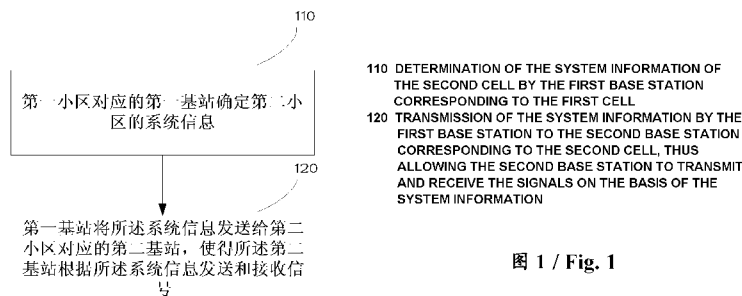 110
第一小区对应的第一基站确定第二小
区的系统信息
120
第一基站将所述系统信息发送给第二
小区对应的第二基站，使得所述第二
基站根据所述系统信息发送和接收信
号
110 DETERMINATION OF THE SYSTEM INFORMATION OF
THE SECOND CELL BY THE FIRST BASE STATION
CORRESPONDING TO THE FIRST CELL
120 TRANSMISSION OF THE SYSTEM INFORMATION BY THE
FIRST BASE STATION TO THE SECOND BASE STATION
CORRESPONDING TO THE SECOND CELL, THUS
ALLOWING THE SECOND BASE STATION TO TRANSMIT
AND RECEIVE THE SIGNALS ON THE BASIS OF THE
SYSTEM INFORMATION
图 1 / Fig. 1